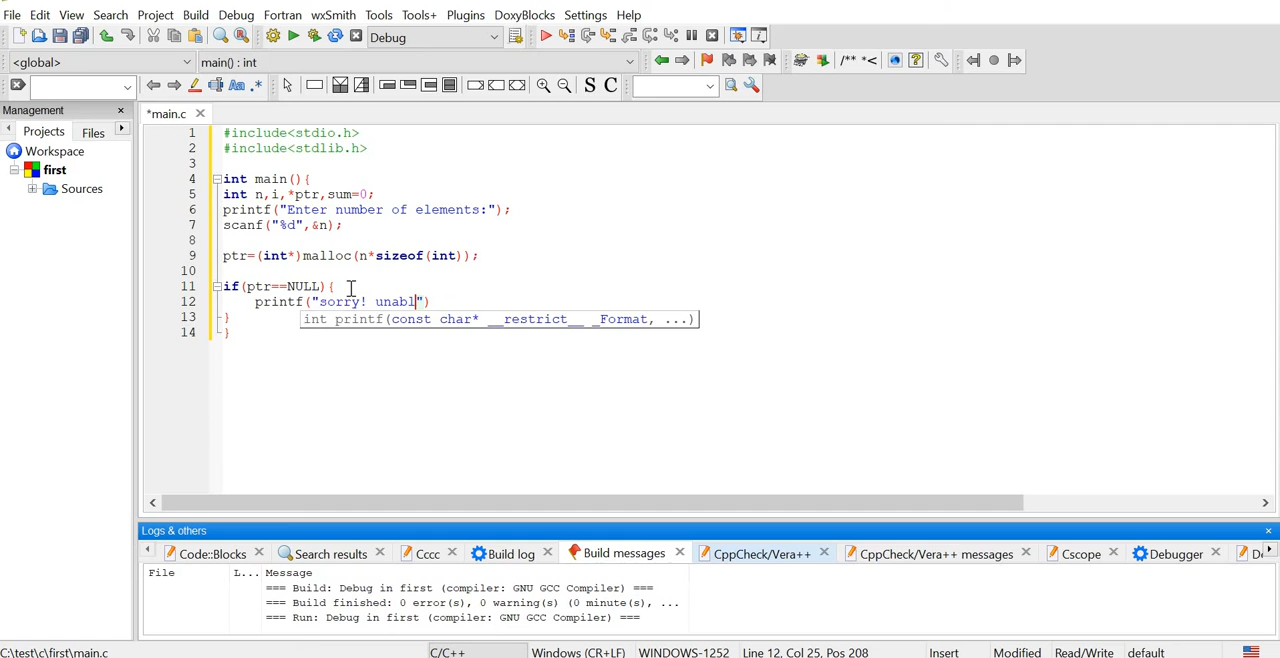 File Edit View Search Project Build Debug Fortran wxSmith Tools Tools+ Plugins DoxyBlocks Settings Help
Debug
<global> main() : int /** *<
Aa .* S C
Management
*main.c
Projects Files
Workspace
first
Sources
1 #include<stdio.h>
2 #include<stdlib.h>
3
4 int main(){
5 int n,i,*ptr,sum=0;
6 printf("Enter number of elements:");
7 scanf("%d",&n);
8
9 ptr=(int*)malloc(n*sizeof(int));
10
11 if(ptr==NULL){
12 printf("sorry! unabl")
13 }
int printf(const char* __restrict__ _Format, ...)
14 }
Logs & others
Code::Blocks Search results Cccc Build log Build messages CppCheck/Vera++ CppCheck/Vera++ messages Cscope Debugger
File L... Message
=== Build: Debug in first (compiler: GNU GCC Compiler) ===
=== Build finished: 0 error(s), 0 warning(s) (0 minute(s), ...
=== Run: Debug in first (compiler: GNU GCC Compiler) ===
C:\test\c\first\main.c C/C++ Windows (CR+LF) WINDOWS-1252 Line 12, Col 25, Pos 208 Insert Modified Read/Write default